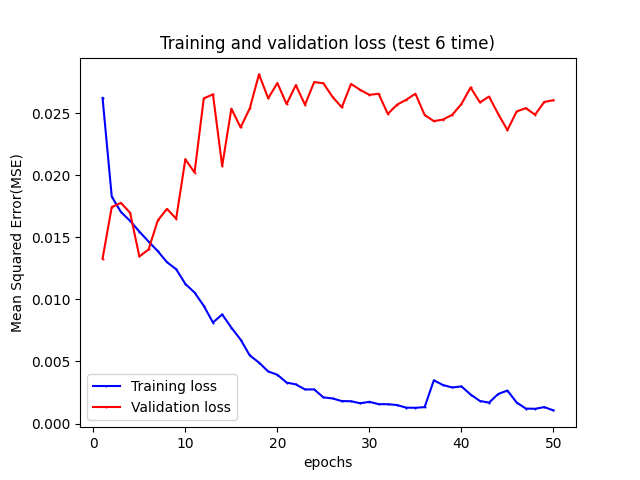 Training and validation loss (test 6 time)
Mean Squared Error(MSE)
0.025
0.020
0.015
0.010
0.005
0.000
Training loss
Validation loss
0 10 20 30 40 50
epochs